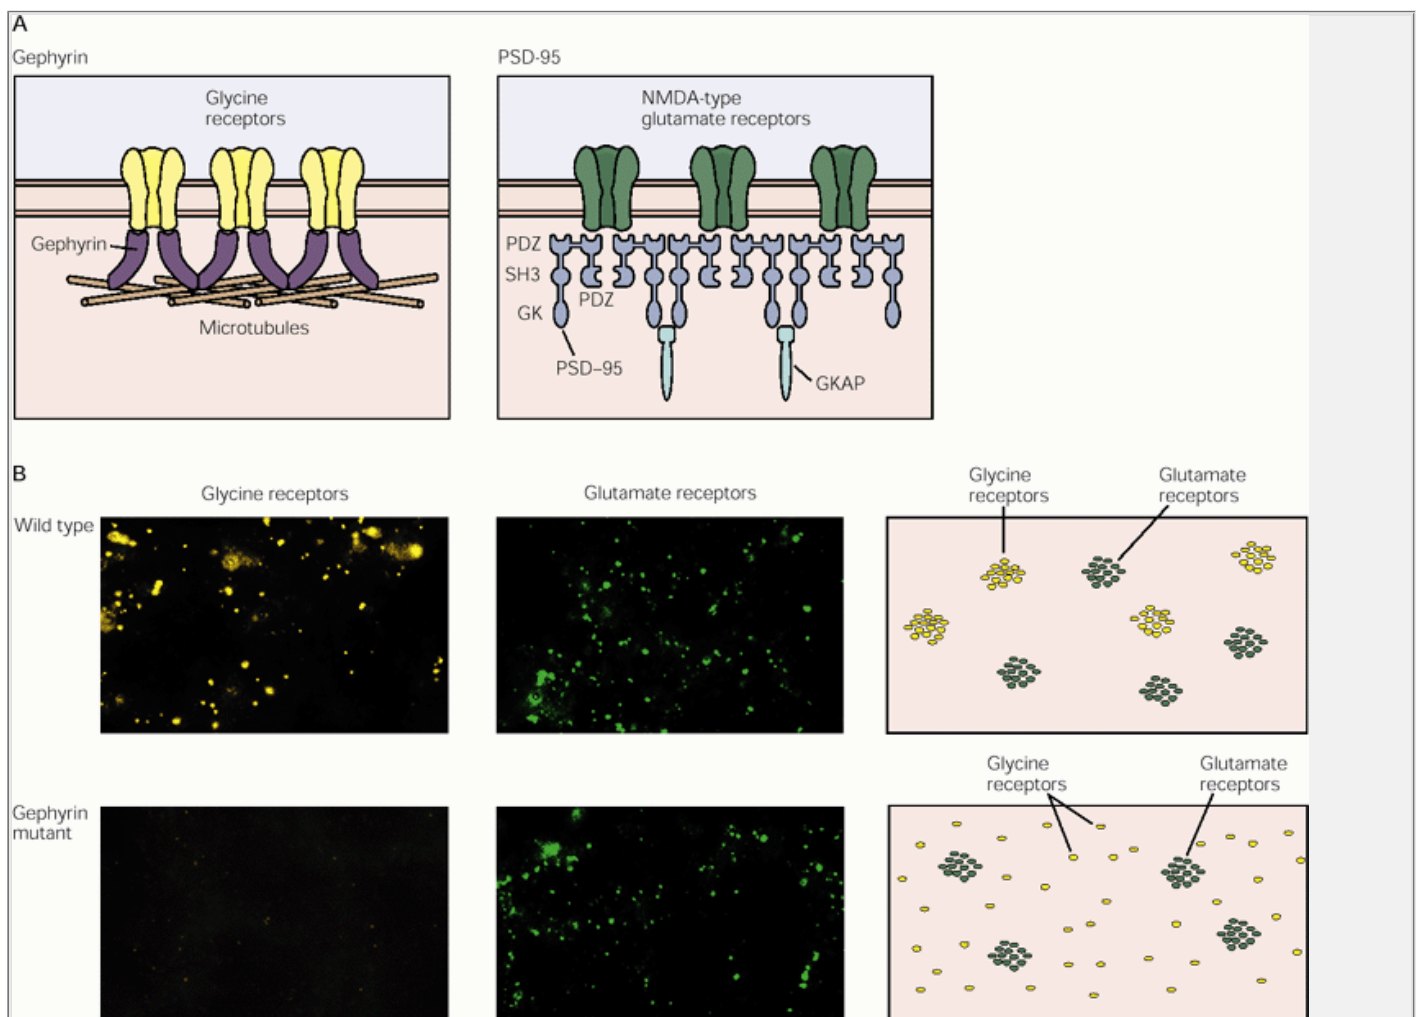 A
Gephyrin
PSD-95
Glycine
receptors
NMDA-type
glutamate receptors
Gephyrin
Microtubules
PDZ
SH3
PDZ
GK
PSD–95
GKAP
B
Glycine receptors
Glutamate receptors
Glycine
receptors
Glutamate
receptors
Wild type
Glycine
receptors
Glutamate
receptors
Gephyrin
mutant